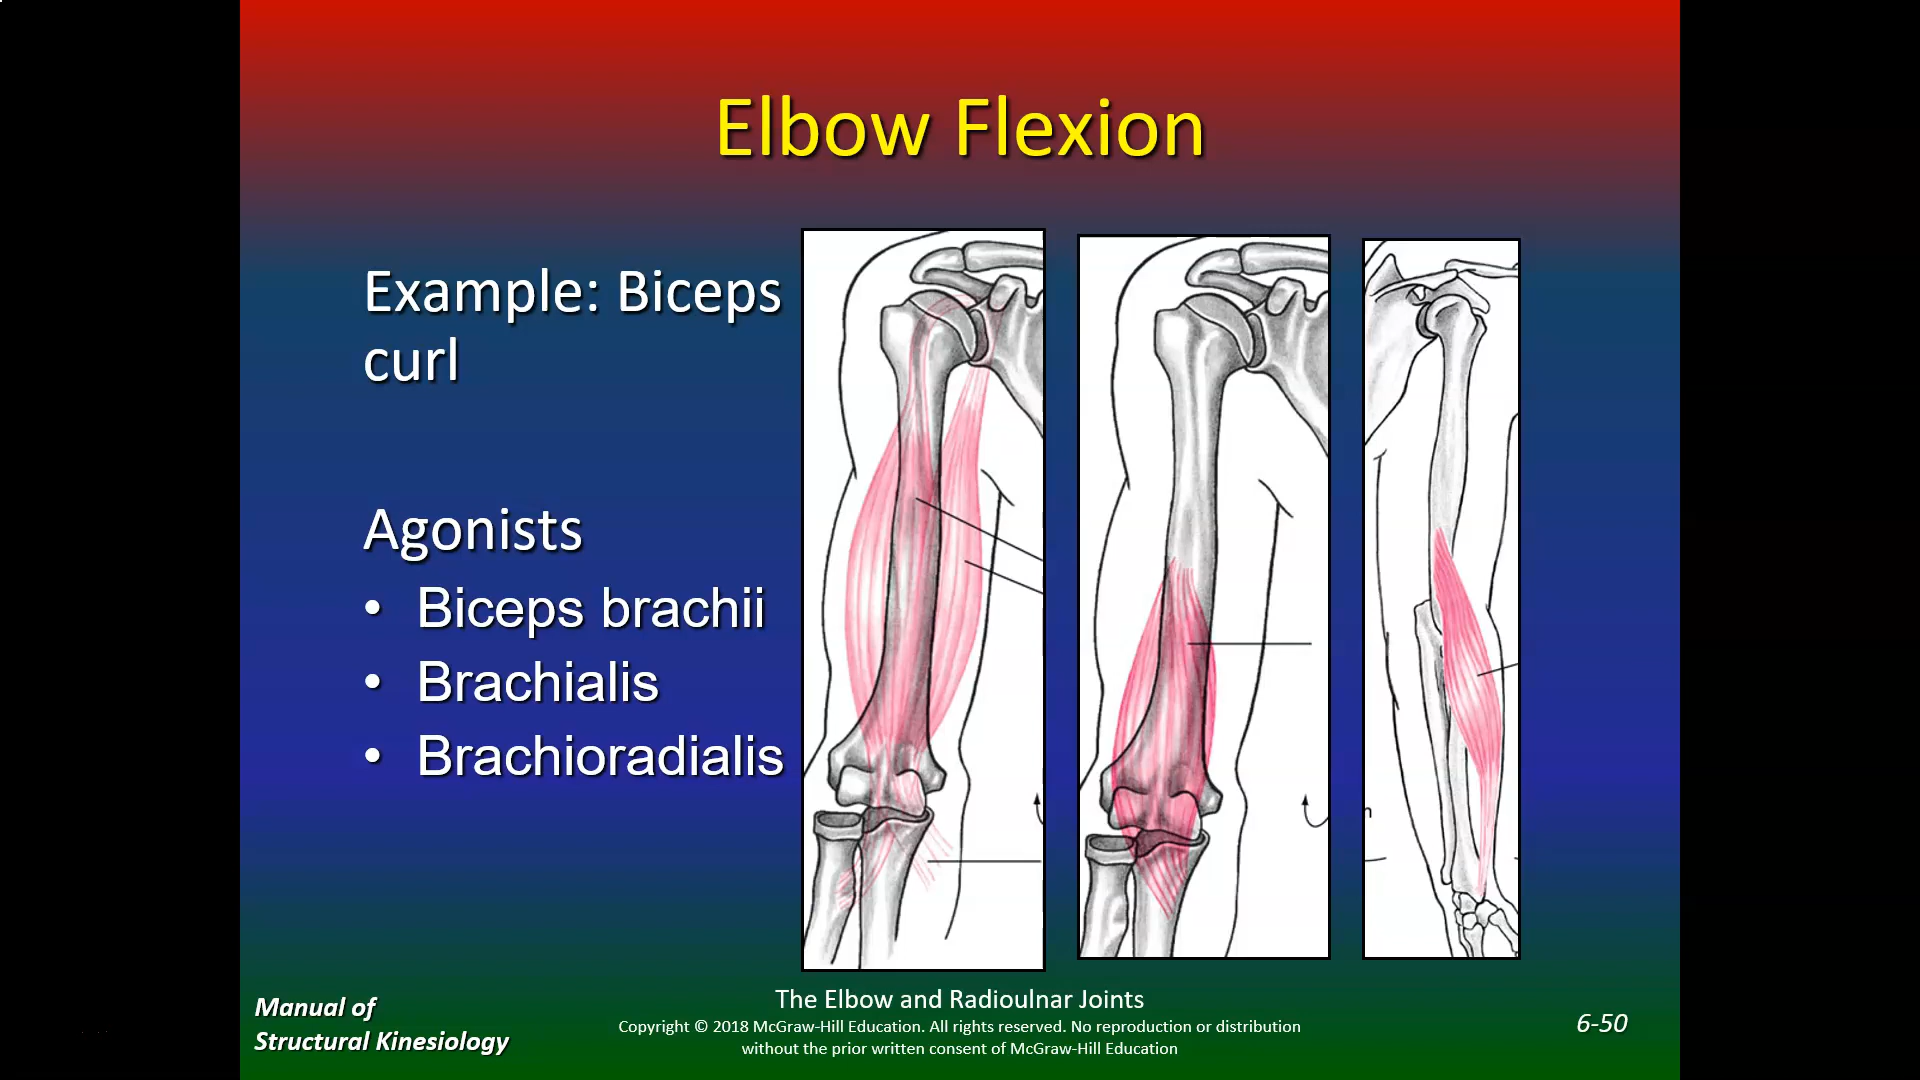 Elbow Flexion
Example: Biceps
curl
Agonists
• Biceps brachii
• Brachialis
• Brachioradialis
n
Manual of
Structural Kinesiology
The Elbow and Radioulnar Joints
Copyright © 2018 McGraw-Hill Education. All rights reserved. No reproduction or distribution
without the prior written consent of McGraw-Hill Education
6-50